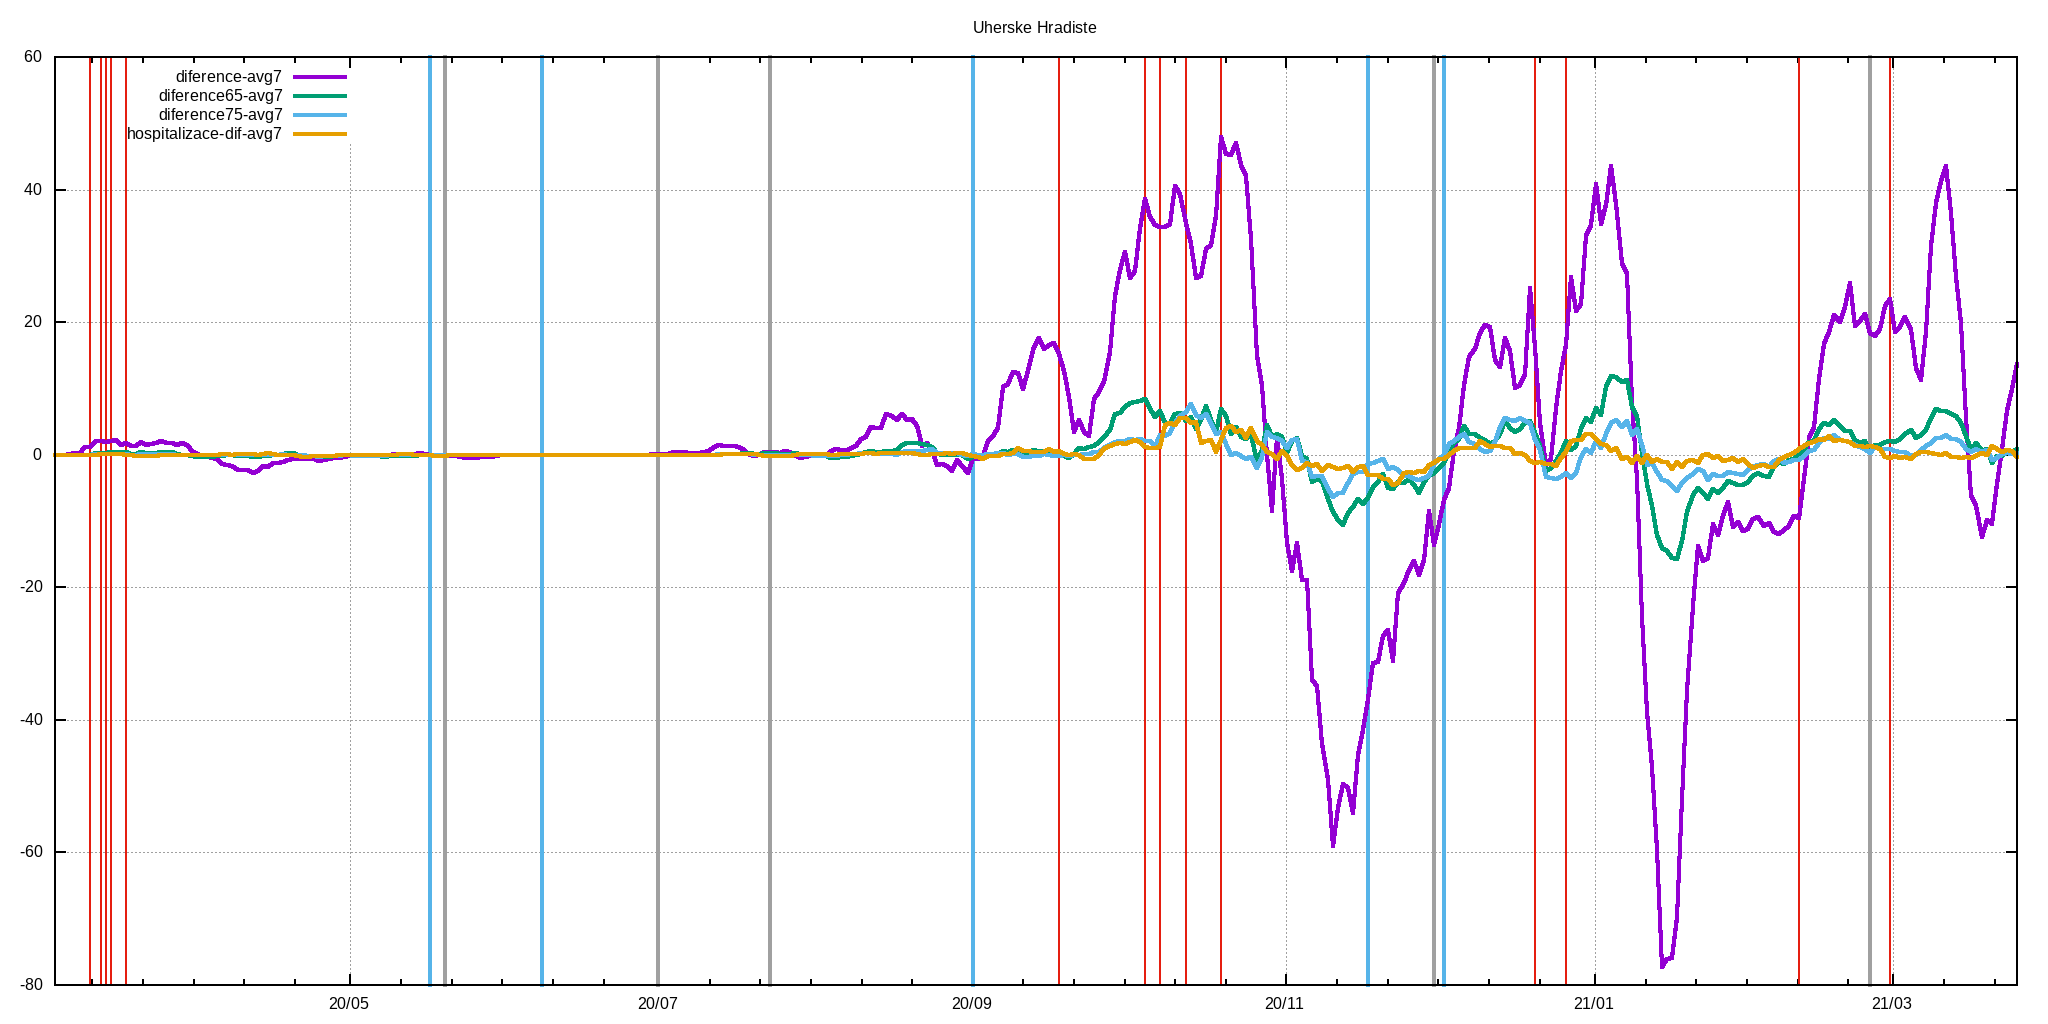 Uherske Hradiste
60
diference-avg7
diference65-avg7
diference75-avg7
hospitalizace-dif-avg7
40
20
0
-20
-40
-60
-80
20/05
20/07
20/09
20/11
21/01
21/03